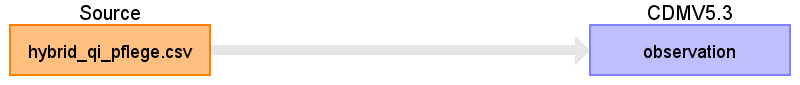 Source
CDMV5.3
hybrid_qi_pflege.csv
observation